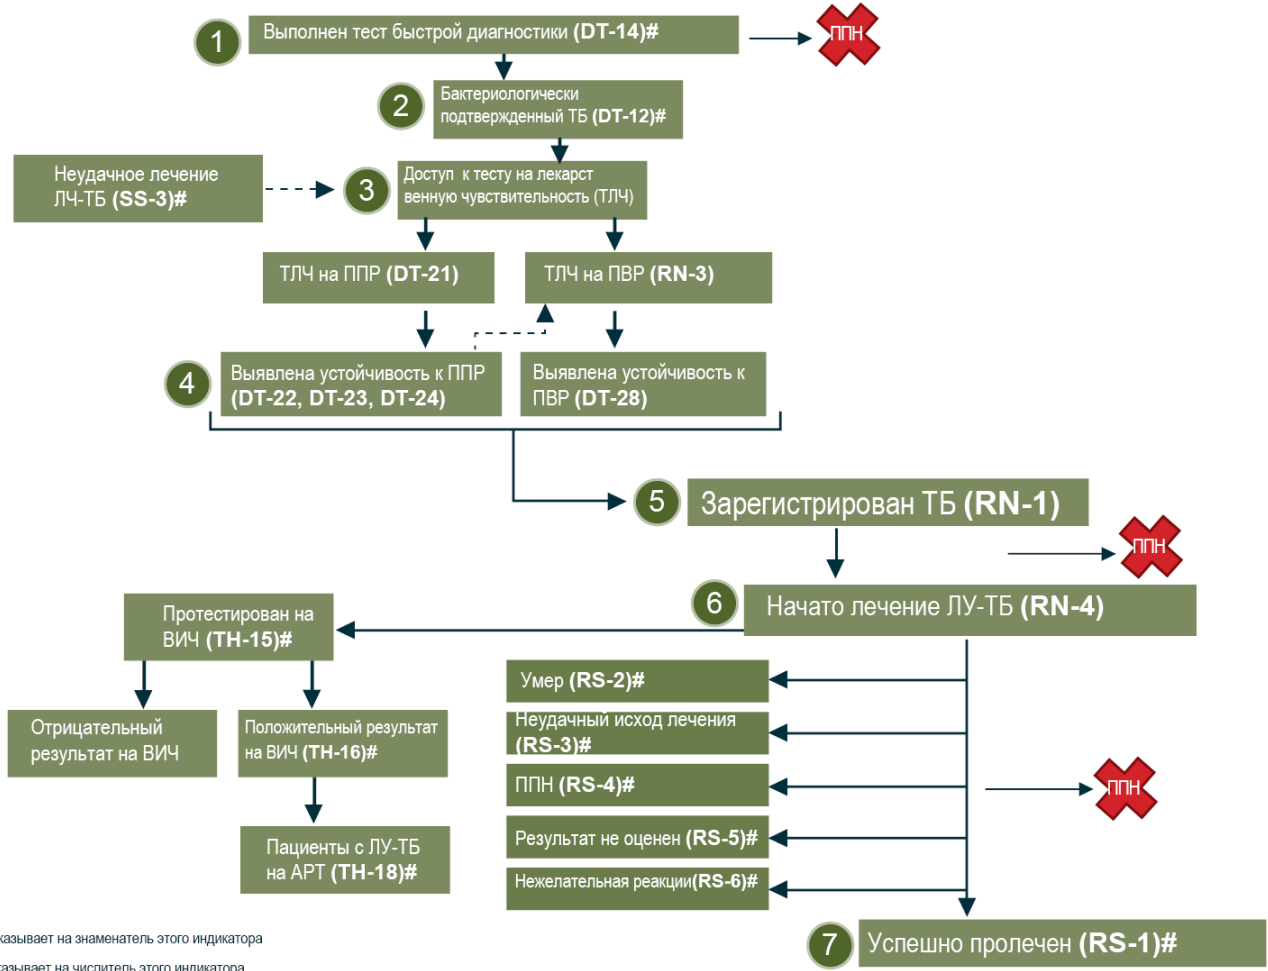 1
Выполнен тест быстрой диагностики (DT-14)#
ППН
2
Бактериологически
подтвержденный ТБ (DT-12)#
Неудачное лечение
ЛЧ-ТБ (SS-3)#
3
Доступ к тесту на лекарст
венную чувствительность (ТЛЧ)
ТЛЧ на ППР (DT-21)
ТЛЧ на ПВР (RN-3)
4
Выявлена устойчивость к ППР
(DT-22, DT-23, DT-24)
Выявлена устойчивость к
ПВР (DT-28)
5
Зарегистрирован ТБ (RN-1)
ППН
6
Начато лечение ЛУ-ТБ (RN-4)
Протестирован на
ВИЧ (TH-15)#
Отрицательный
результат на ВИЧ
Положительный результат
на ВИЧ (TH-16)#
Пациенты с ЛУ-ТБ
на АРТ (TH-18)#
Умер (RS-2)#
Неудачный исход лечения
(RS-3)#
ППН (RS-4)#
ППН
Результат не оценен (RS-5)#
Нежелательная реакции(RS-6)#
7
Успешно пролечен (RS-1)#
казывает на знаменатель этого индикатора
казывает на числитель этого индикатора